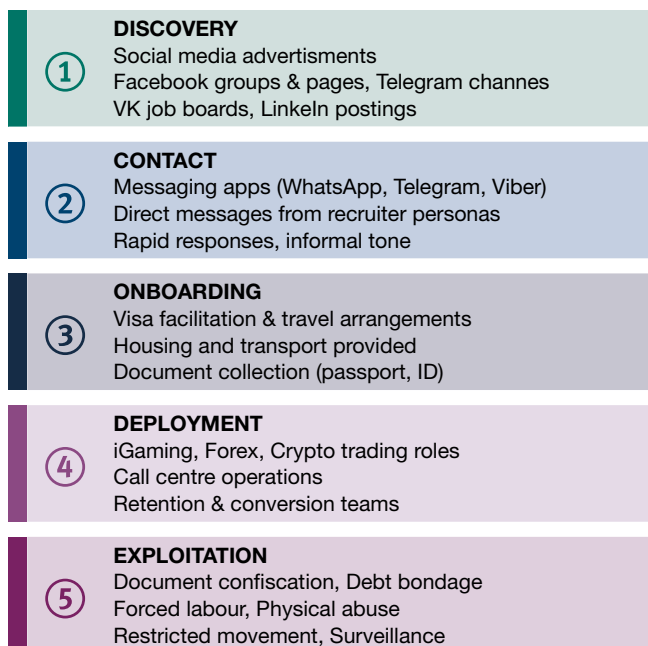 1
DISCOVERY
Social media advertisments
Facebook groups & pages, Telegram channes
VK job boards, LinkeIn postings
2
CONTACT
Messaging apps (WhatsApp, Telegram, Viber)
Direct messages from recruiter personas
Rapid responses, informal tone
3
ONBOARDING
Visa facilitation & travel arrangements
Housing and transport provided
Document collection (passport, ID)
4
DEPLOYMENT
iGaming, Forex, Crypto trading roles
Call centre operations
Retention & conversion teams
5
EXPLOITATION
Document confiscation, Debt bondage
Forced labour, Physical abuse
Restricted movement, Surveillance